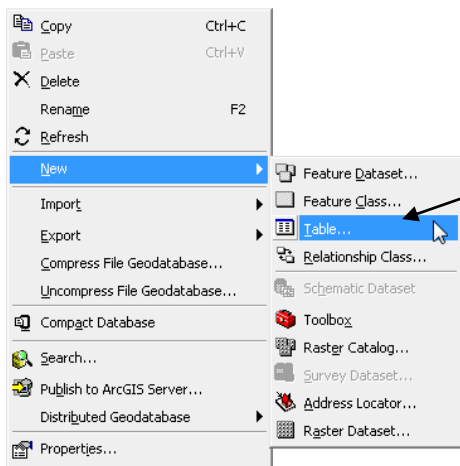 Copy Ctrl+C
Paste Ctrl+V
Delete
Rename F2
Refresh
New
Import
Export
Compress File Geodatabase...
Uncompress File Geodatabase...
Compact Database
Search...
Publish to ArcGIS Server...
Distributed Geodatabase
Properties...
Feature Dataset...
Feature Class...
Table...
Relationship Class...
Schematic Dataset
Toolbox
Raster Catalog...
Survey Dataset...
Address Locator...
Raster Dataset...